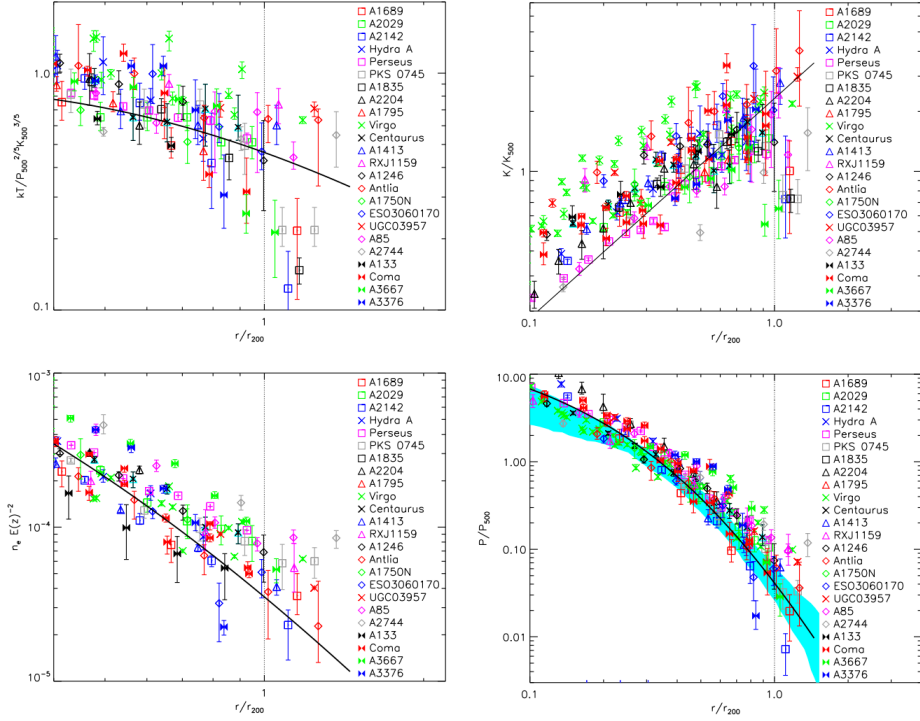 kT/P500 2/5K500 3/5
1.0
0.1
1
r/r200
A1689
A2029
A2142
Hydra A
Perseus
PKS 0745
A1835
A2204
A1795
Virgo
Centaurus
A1413
RXJ1159
A1246
Antlia
A1750N
ESO3060170
UGC03957
A85
A2744
A133
Coma
A3667
A3376
K/K500
1
0.1
1.0
r/r200
A1689
A2029
A2142
Hydra A
Perseus
PKS 0745
A1835
A2204
A1795
Virgo
Centaurus
A1413
RXJ1159
A1246
Antlia
A1750N
ESO3060170
UGC03957
A85
A2744
A133
Coma
A3667
A3376
ne E(z)-2
10-3
10-4
10-5
1
r/r200
A1689
A2029
A2142
Hydra A
Perseus
PKS 0745
A1835
A2204
A1795
Virgo
Centaurus
A1413
RXJ1159
A1246
Antlia
A1750N
ESO3060170
UGC03957
A85
A2744
A133
Coma
A3667
A3376
P/P500
10.00
1.00
0.10
0.01
0.1
1.0
r/r200
A1689
A2029
A2142
Hydra A
Perseus
PKS 0745
A1835
A2204
A1795
Virgo
Centaurus
A1413
RXJ1159
A1246
Antlia
A1750N
ESO3060170
UGC03957
A85
A2744
A133
Coma
A3667
A3376